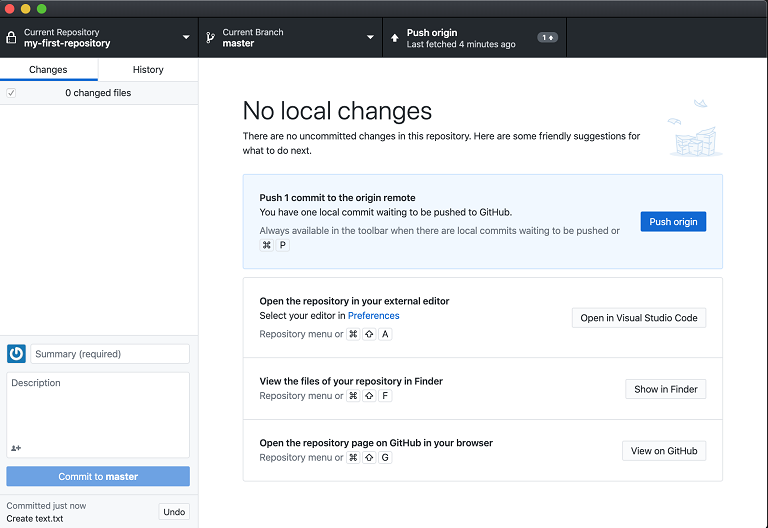 Current Repository
my-first-repository
Current Branch
master
Push origin
Last fetched 4 minutes ago
1
Changes
History
0 changed files
No local changes
There are no uncommitted changes in this repository. Here are some friendly suggestions for
what to do next.
Push 1 commit to the origin remote
You have one local commit waiting to be pushed to GitHub.
Always available in the toolbar when there are local commits waiting to be pushed or
⌘ P
Push origin
Open the repository in your external editor
Select your editor in Preferences
Repository menu or ⌘ ⇧ A
Open in Visual Studio Code
View the files of your repository in Finder
Repository menu or ⌘ ⇧ F
Show in Finder
Open the repository page on GitHub in your browser
Repository menu or ⌘ ⇧ G
View on GitHub
Summary (required)
Description
Commit to master
Committed just now
Create text.txt
Undo